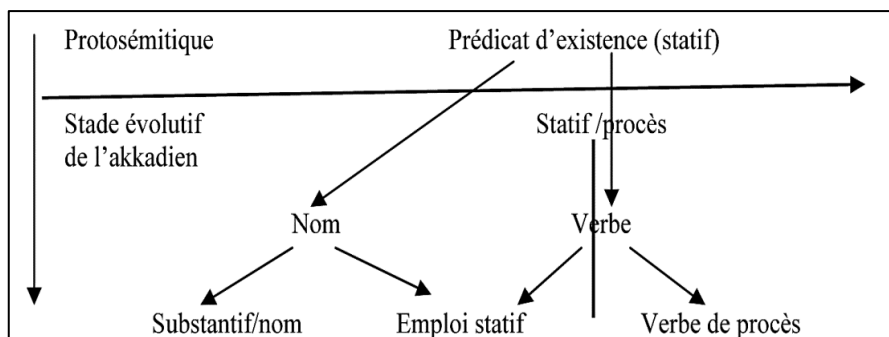 Protosémitique Prédicat d'existence (statif)
Stade évolutif Statif /procès
de l'akkadien
Nom Verbe
Substantif/nom Emploi statif Verbe de procès